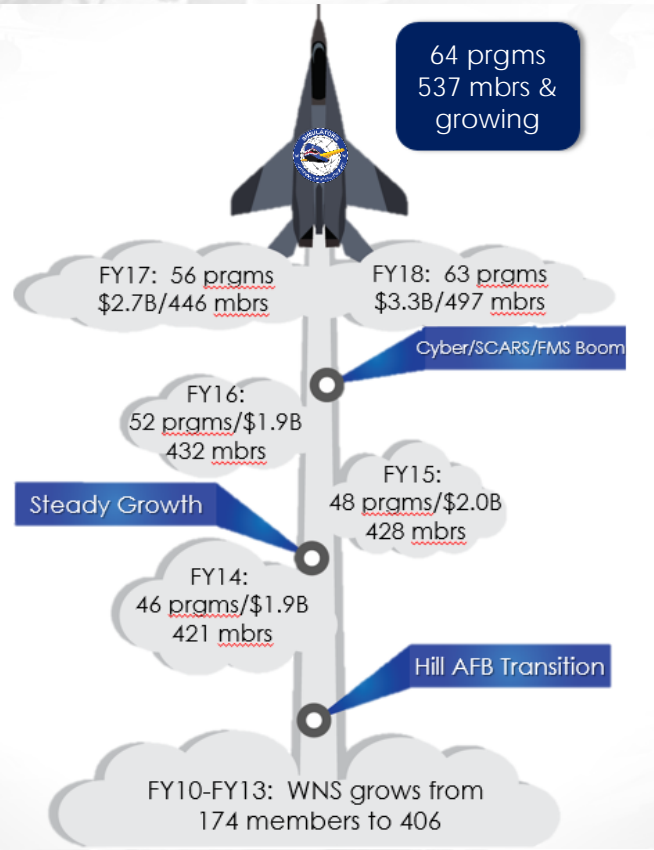 64 prgms
537 mbrs &
growing
SIMULATORS
FY17: 56 prgms
$2.7B/446 mbrs
FY18: 63 prgms
$3.3B/497 mbrs
Cyber/SCARS/FMS Boom
FY16:
52 prgms/$1.9B
432 mbrs
FY15:
48 prgms/$2.0B
428 mbrs
Steady Growth
FY14:
46 prgms/$1.9B
421 mbrs
Hill AFB Transition
FY10-FY13: WNS grows from
174 members to 406